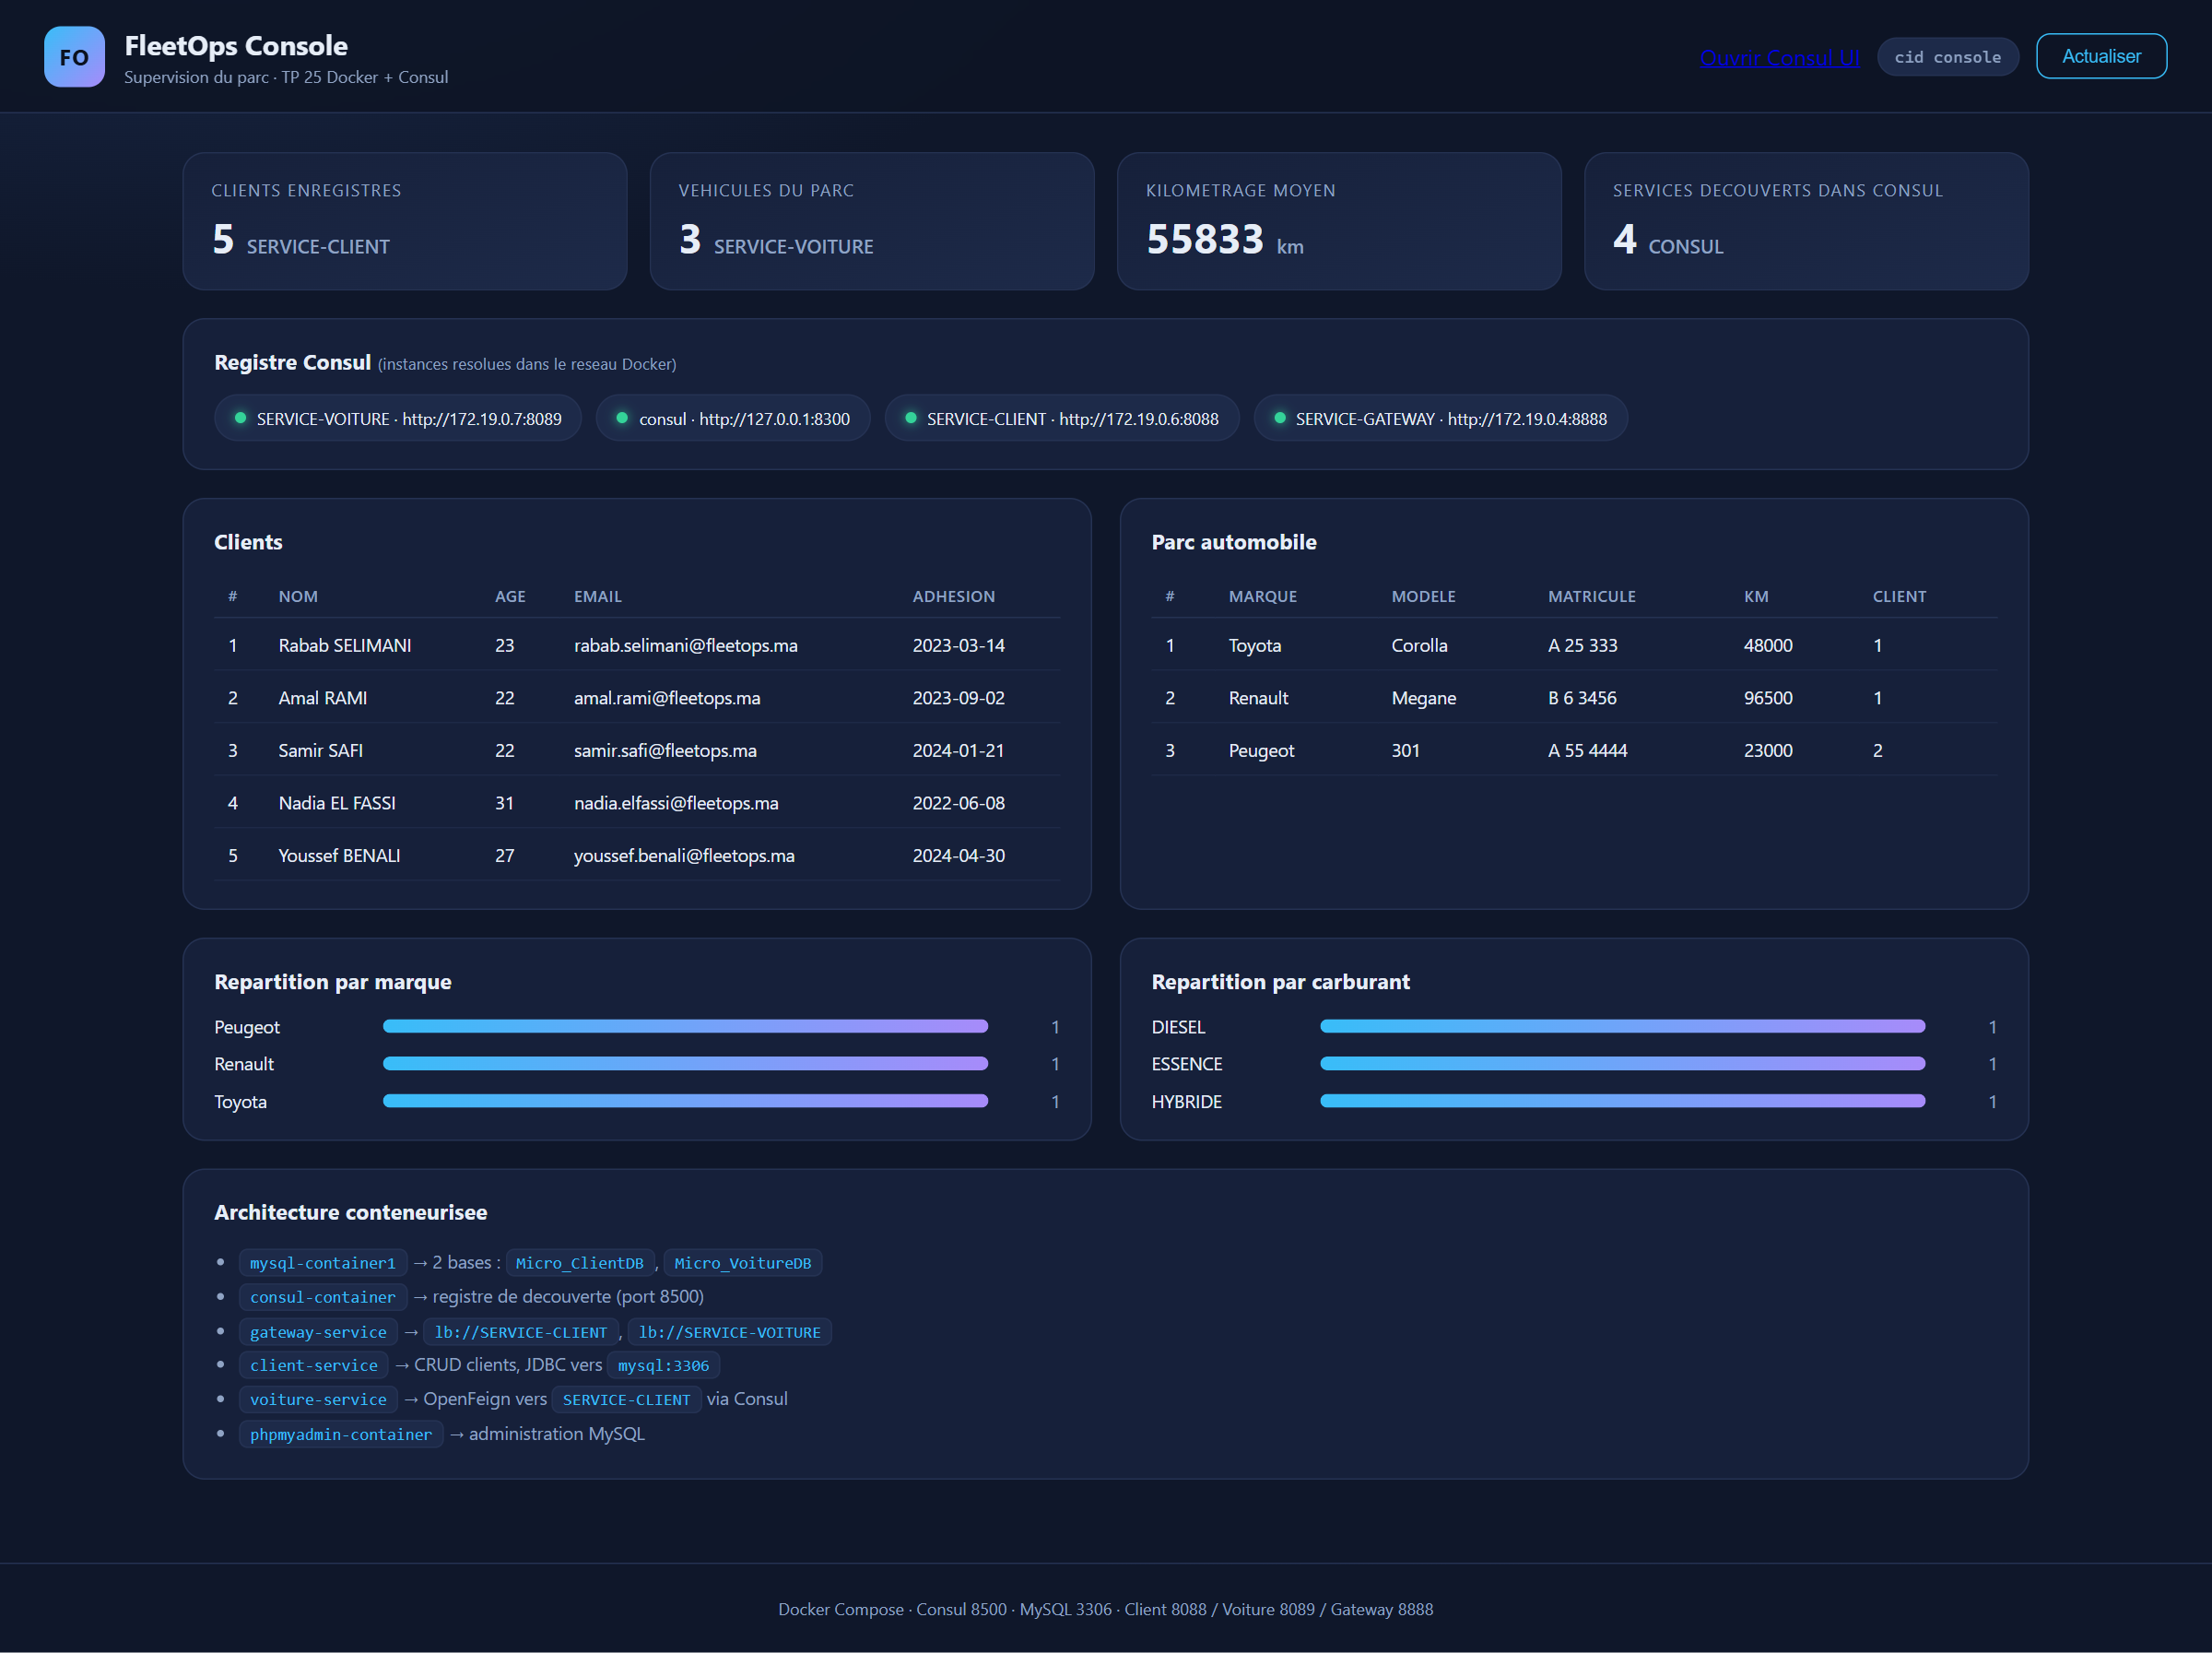 FO
FleetOps Console
Supervision du parc · TP 25 Docker + Consul
Ouvrir Consul UI
cid console
Actualiser
CLIENTS ENREGISTRES
5 SERVICE-CLIENT
VEHICULES DU PARC
3 SERVICE-VOITURE
KILOMETRAGE MOYEN
55833 km
SERVICES DECOUVERTS DANS CONSUL
4 CONSUL
Registre Consul (instances resolues dans le reseau Docker)
SERVICE-VOITURE · http://172.19.0.7:8089
consul · http://127.0.0.1:8300
SERVICE-CLIENT · http://172.19.0.6:8088
SERVICE-GATEWAY · http://172.19.0.4:8888
Clients
# NOM AGE EMAIL ADHESION
1 Rabab SELIMANI 23 rabab.selimani@fleetops.ma 2023-03-14
2 Amal RAMI 22 amal.rami@fleetops.ma 2023-09-02
3 Samir SAFI 22 samir.safi@fleetops.ma 2024-01-21
4 Nadia EL FASSI 31 nadia.elfassi@fleetops.ma 2022-06-08
5 Youssef BENALI 27 youssef.benali@fleetops.ma 2024-04-30
Parc automobile
# MARQUE MODELE MATRICULE KM CLIENT
1 Toyota Corolla A 25 333 48000 1
2 Renault Megane B 6 3456 96500 1
3 Peugeot 301 A 55 4444 23000 2
Repartition par marque
Peugeot 1
Renault 1
Toyota 1
Repartition par carburant
DIESEL 1
ESSENCE 1
HYBRIDE 1
Architecture conteneurisee
• mysql-container1 → 2 bases : Micro_ClientDB, Micro_VoitureDB
• consul-container → registre de decouverte (port 8500)
• gateway-service → lb://SERVICE-CLIENT, lb://SERVICE-VOITURE
• client-service → CRUD clients, JDBC vers mysql:3306
• voiture-service → OpenFeign vers SERVICE-CLIENT via Consul
• phpmyadmin-container → administration MySQL
Docker Compose · Consul 8500 · MySQL 3306 · Client 8088 / Voiture 8089 / Gateway 8888